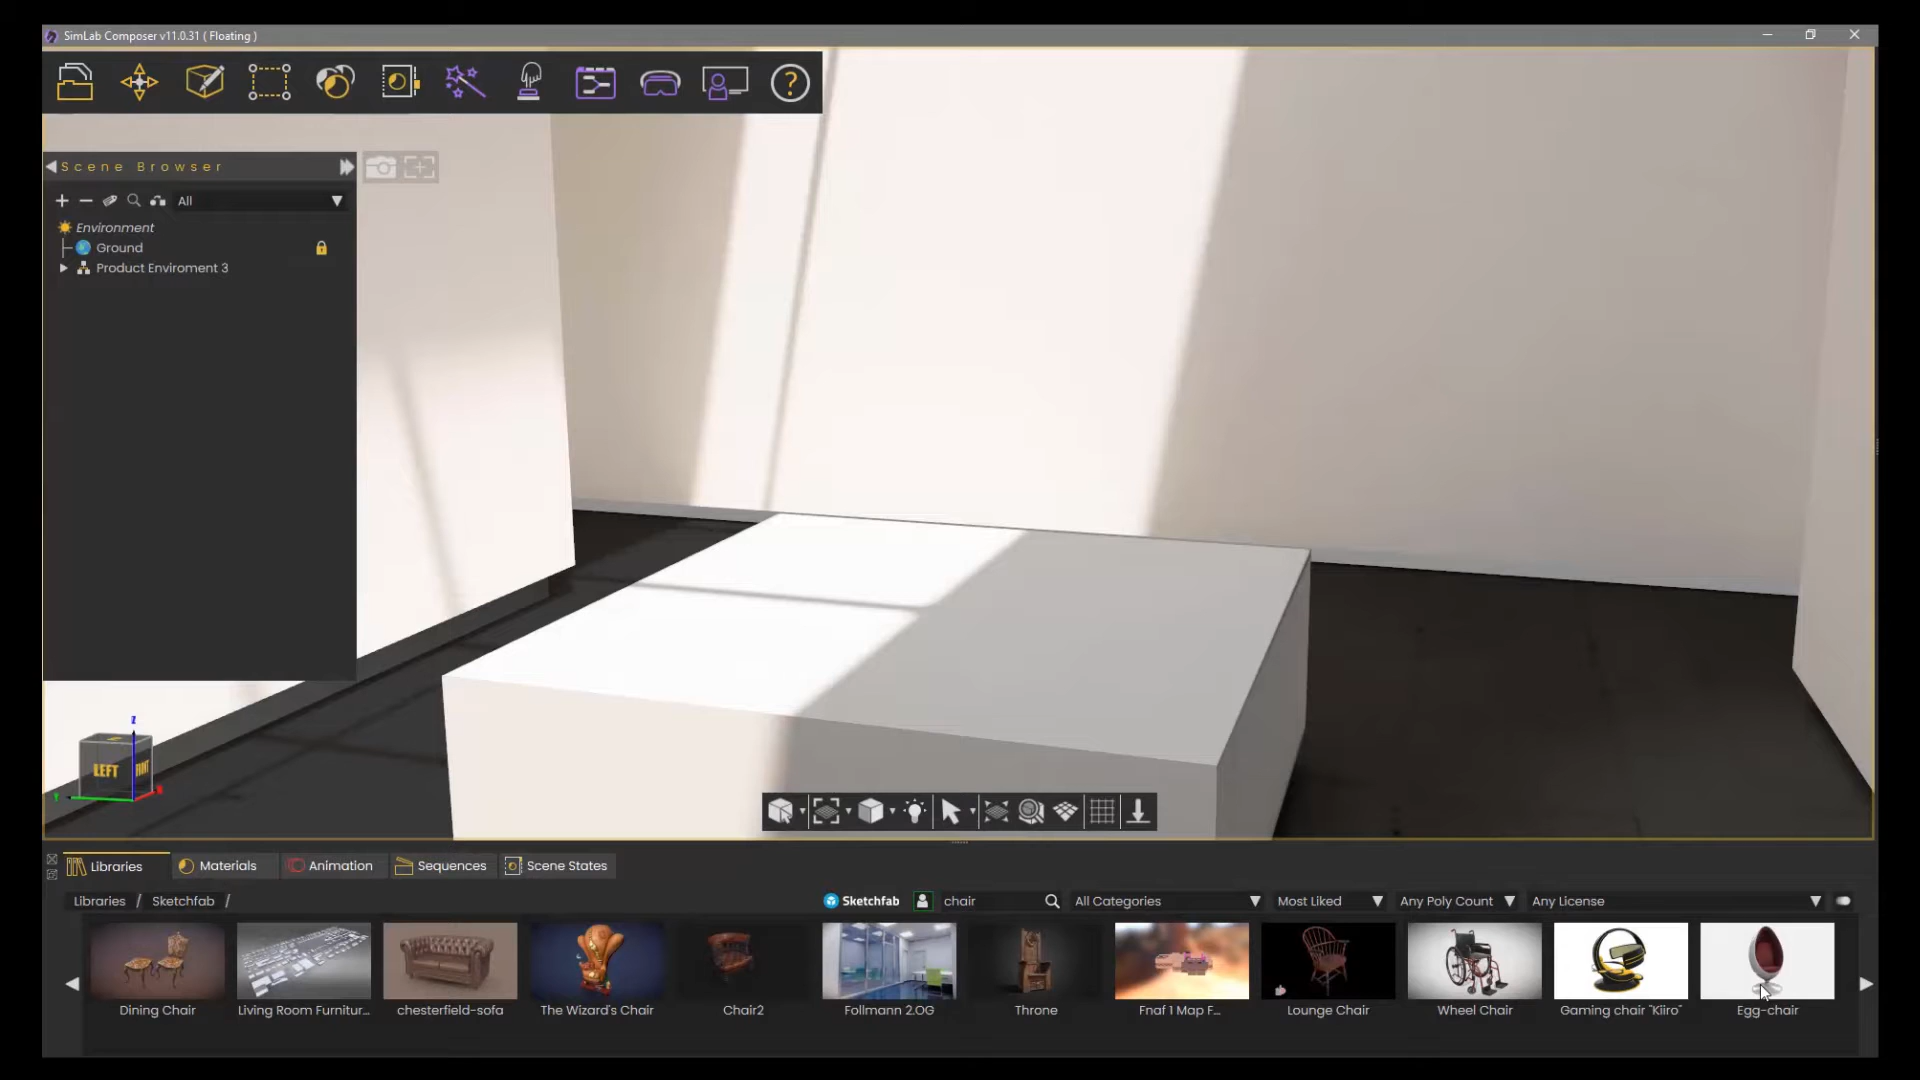 SimLab Composer v11.0.31 ( Floating )
?
Scene Browser
All
Environment
Ground
Product Enviroment 3
Z
LEFT
FRONT
Y
Libraries
Materials
Animation
Sequences
Scene States
Libraries / Sketchfab /
Sketchfab
chair
All Categories
Most Liked
Any Poly Count
Any License
Dining Chair
Living Room Furnitur...
chesterfield-sofa
The Wizard's Chair
Chair2
Follmann 2.OG
Throne
Fnaf 1 Map F...
Lounge Chair
Wheel Chair
Gaming chair "Kiiro"
Egg-chair